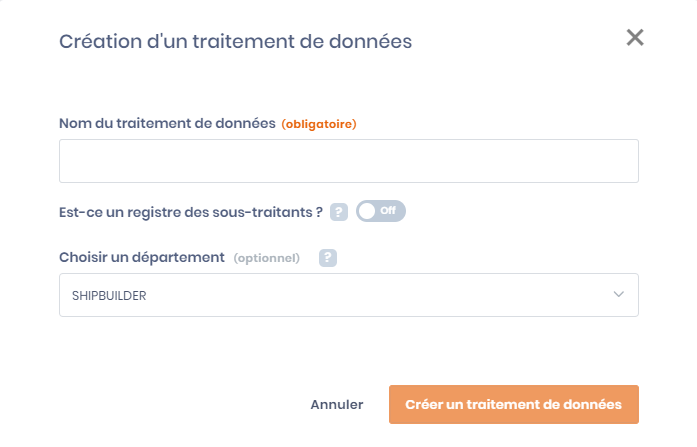 Création d'un traitement de données
Nom du traitement de données (obligatoire)
Est-ce un registre des sous-traitants ? ? Off
Choisir un département (optionnel) ?
SHIPBUILDER
Annuler Créer un traitement de données